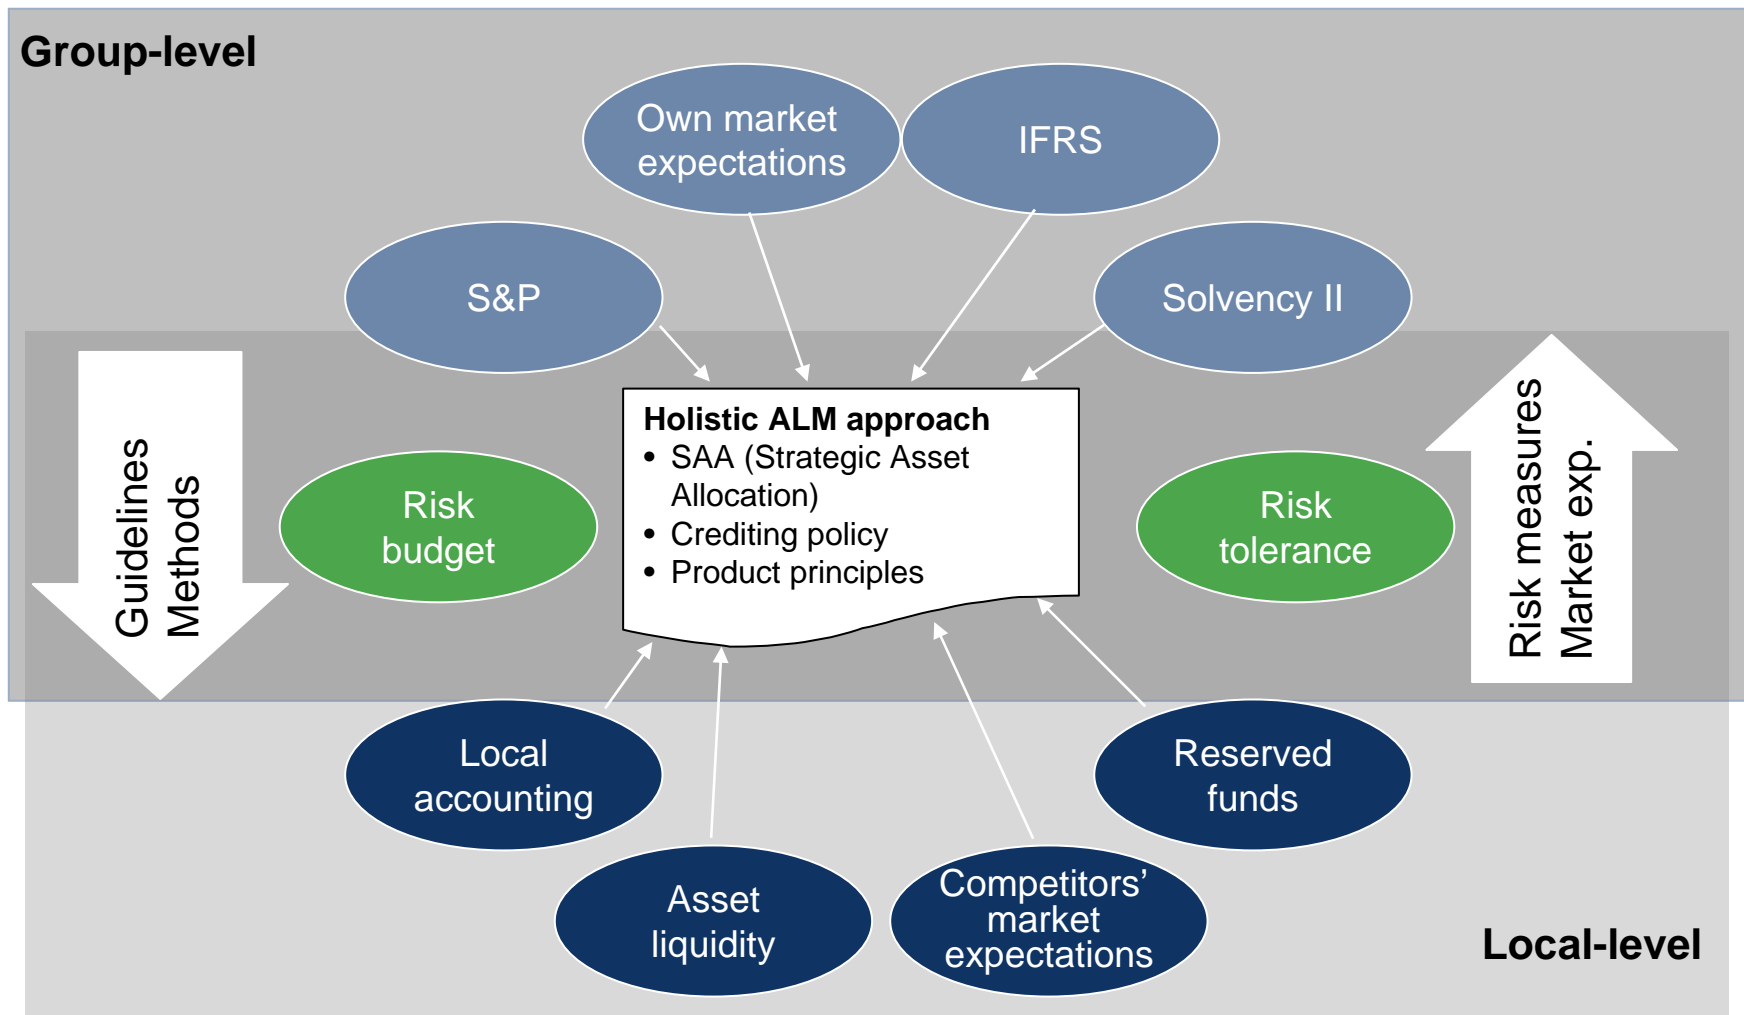 Group-level
Own market
expectations
IFRS
S&P
Solvency II
Guidelines
Methods
Risk
budget
Holistic ALM approach
• SAA (Strategic Asset
Allocation)
• Crediting policy
• Product principles
Risk
tolerance
Risk measures
Market exp.
Local
accounting
Reserved
funds
Asset
liquidity
Competitors’
market
expectations
Local-level